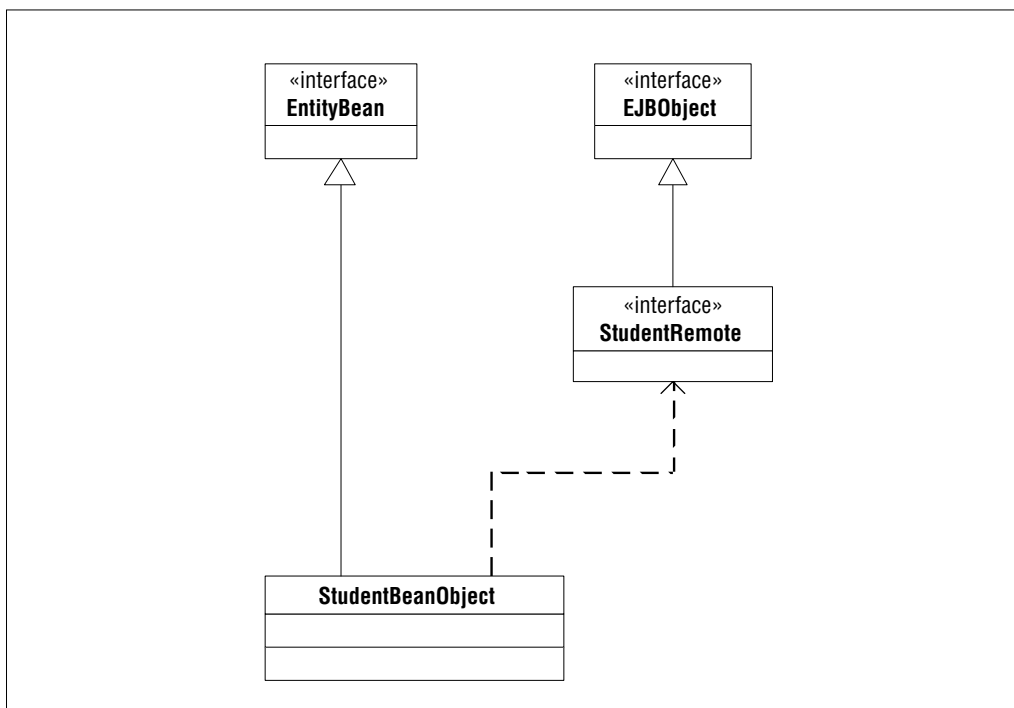 «interface»
EntityBean
«interface»
EJBObject
«interface»
StudentRemote
StudentBeanObject